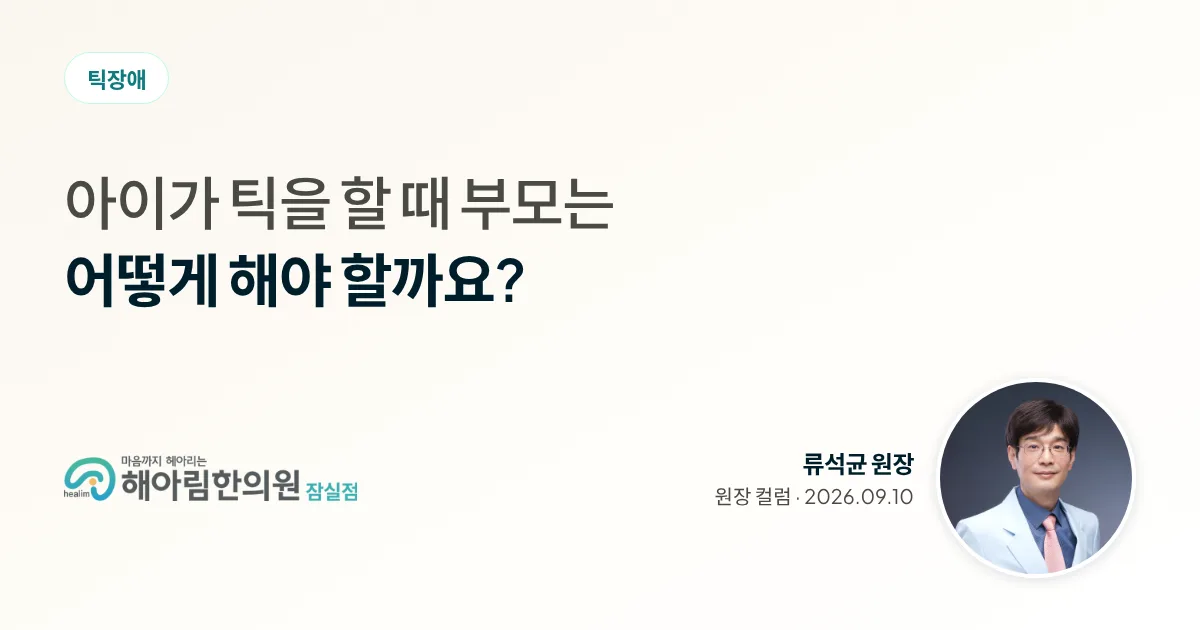 틱장애
아이가 틱을 할 때 부모는
어떻게 해야 할까요?
마음까지 헤아리는
healim 해아림한의원 잠실점
류석균 원장
원장 컬럼 · 2026.09.10